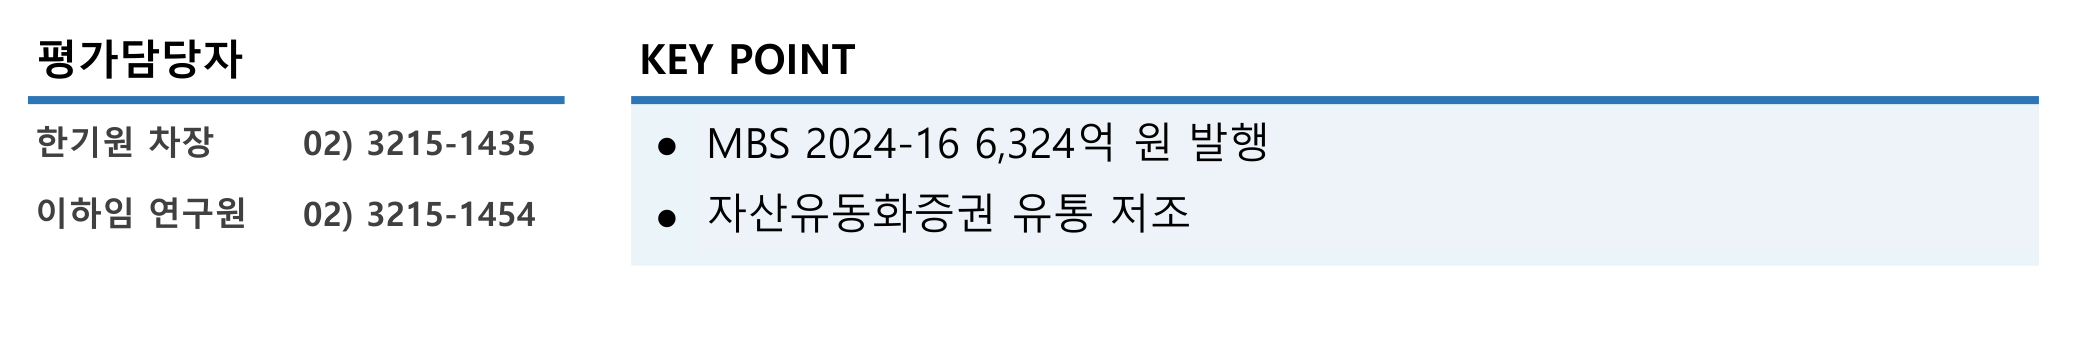 평가담당자
한기원 차장 02) 3215-1435
이하임 연구원 02) 3215-1454
KEY POINT
● MBS 2024-16 6,324억 원 발행
● 자산유동화증권 유통 저조